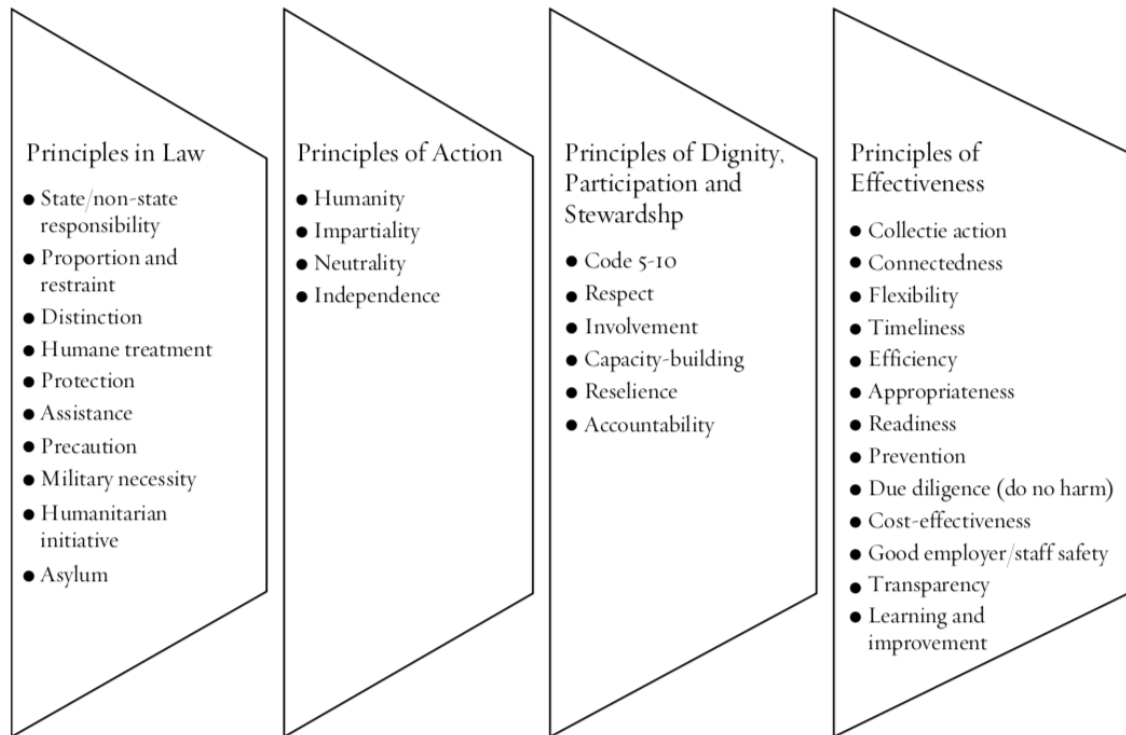 Principles in Law
● State/non-state
responsibility
● Proportion and
restraint
● Distinction
● Humane treatment
● Protection
● Assistance
● Precaution
● Military necessity
● Humanitarian
initiative
● Asylum
Principles of Action
● Humanity
● Impartiality
● Neutrality
● Independence
Principles of Dignity,
Participation and
Stewardshp
● Code 5-10
● Respect
● Involvement
● Capacity-building
● Reselience
● Accountability
Principles of
Effectiveness
● Collectie action
● Connectedness
● Flexibility
● Timeliness
● Efficiency
● Appropriateness
● Readiness
● Prevention
● Due diligence (do no harm)
● Cost-effectiveness
● Good employer/staff safety
● Transparency
● Learning and
improvement